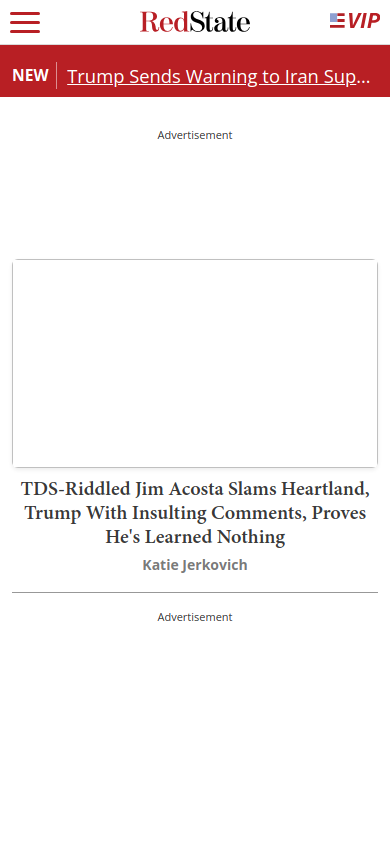 RedState
VIP
NEW
Trump Sends Warning to Iran Sup...
Advertisement
TDS-Riddled Jim Acosta Slams Heartland,
Trump With Insulting Comments, Proves
He's Learned Nothing
Katie Jerkovich
Advertisement